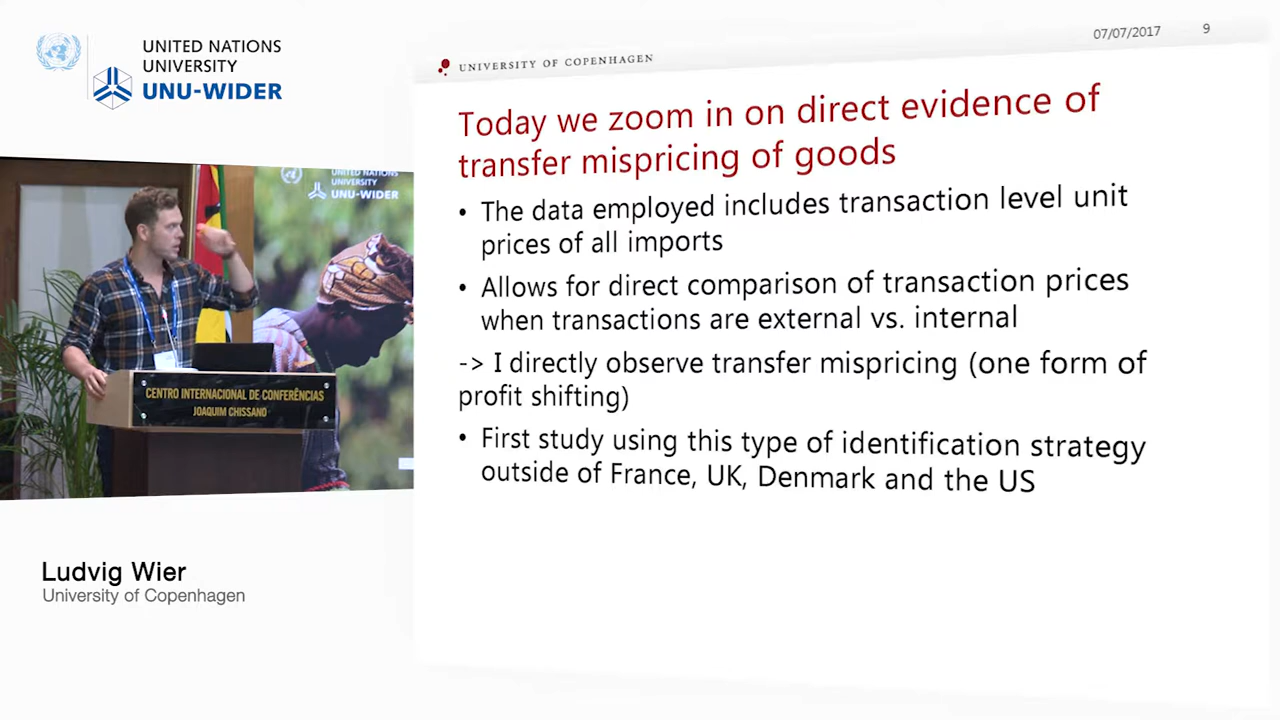 UNITED NATIONS
UNIVERSITY
UNU-WIDER
UNITED NATIONS
UNIVERSITY
UNU-WIDER
CENTRO INTERNACIONAL DE CONFERÊNCIAS
JOAQUIM CHISSANO
Ludvig Wier
University of Copenhagen
07/07/2017
9
UNIVERSITY OF COPENHAGEN
Today we zoom in on direct evidence of
transfer mispricing of goods
• The data employed includes transaction level unit
prices of all imports
• Allows for direct comparison of transaction prices
when transactions are external vs. internal
-> I directly observe transfer mispricing (one form of
profit shifting)
• First study using this type of identification strategy
outside of France, UK, Denmark and the US